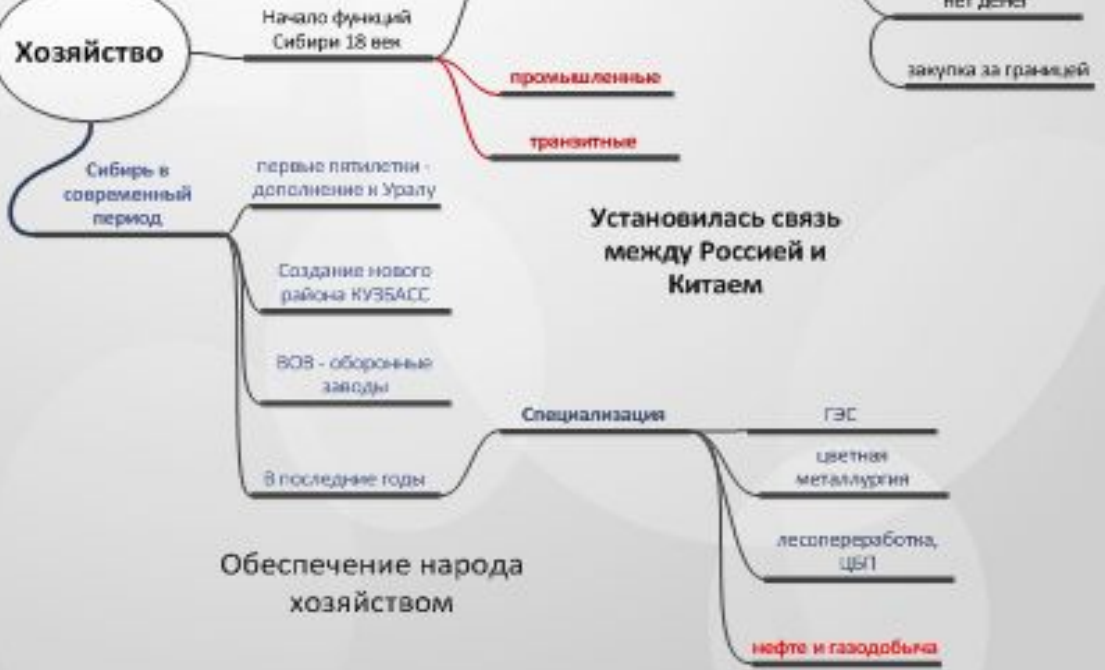 нет денег
закупка за границей
Хозяйство
Начало функций
Сибири 18 век
промышленные
транзитные
Сибирь в
современный
период
первые пятилетки -
дополнение к Уралу
Создание нового
района КУЗБАСС
ВОВ - оборонные
заводы
В последние годы
Установилась связь
между Россией и
Китаем
Специализация
ГЭС
цветная
металлургия
лесопереработка,
ЦБП
нефте и газодобыча
Обеспечение народа
хозяйством